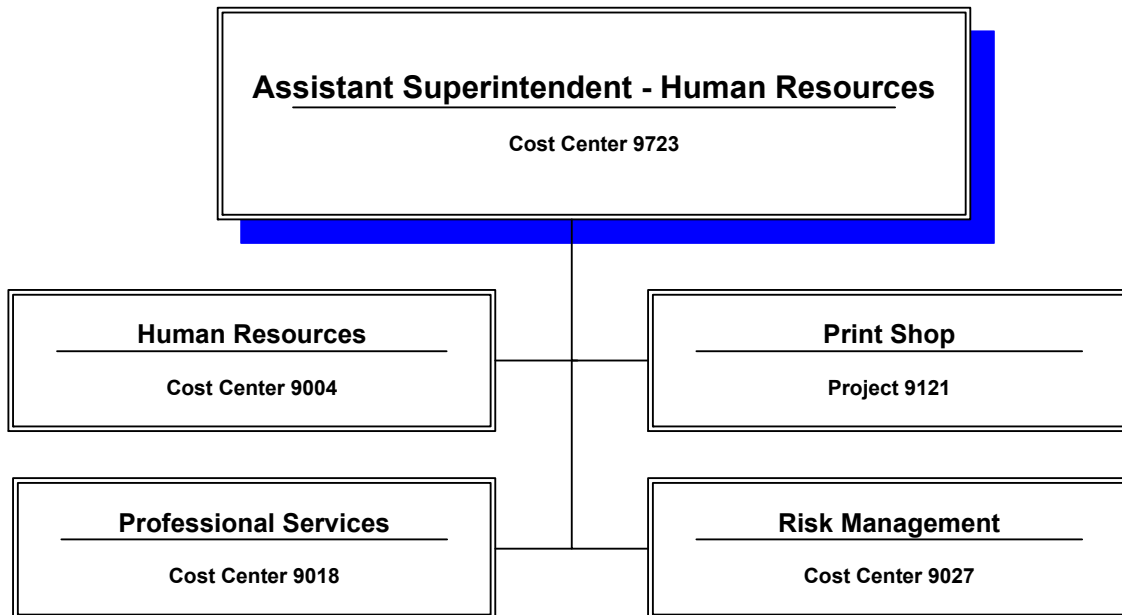 Assistant Superintendent - Human Resources
Cost Center 9723
Human Resources
Cost Center 9004
Print Shop
Project 9121
Professional Services
Cost Center 9018
Risk Management
Cost Center 9027